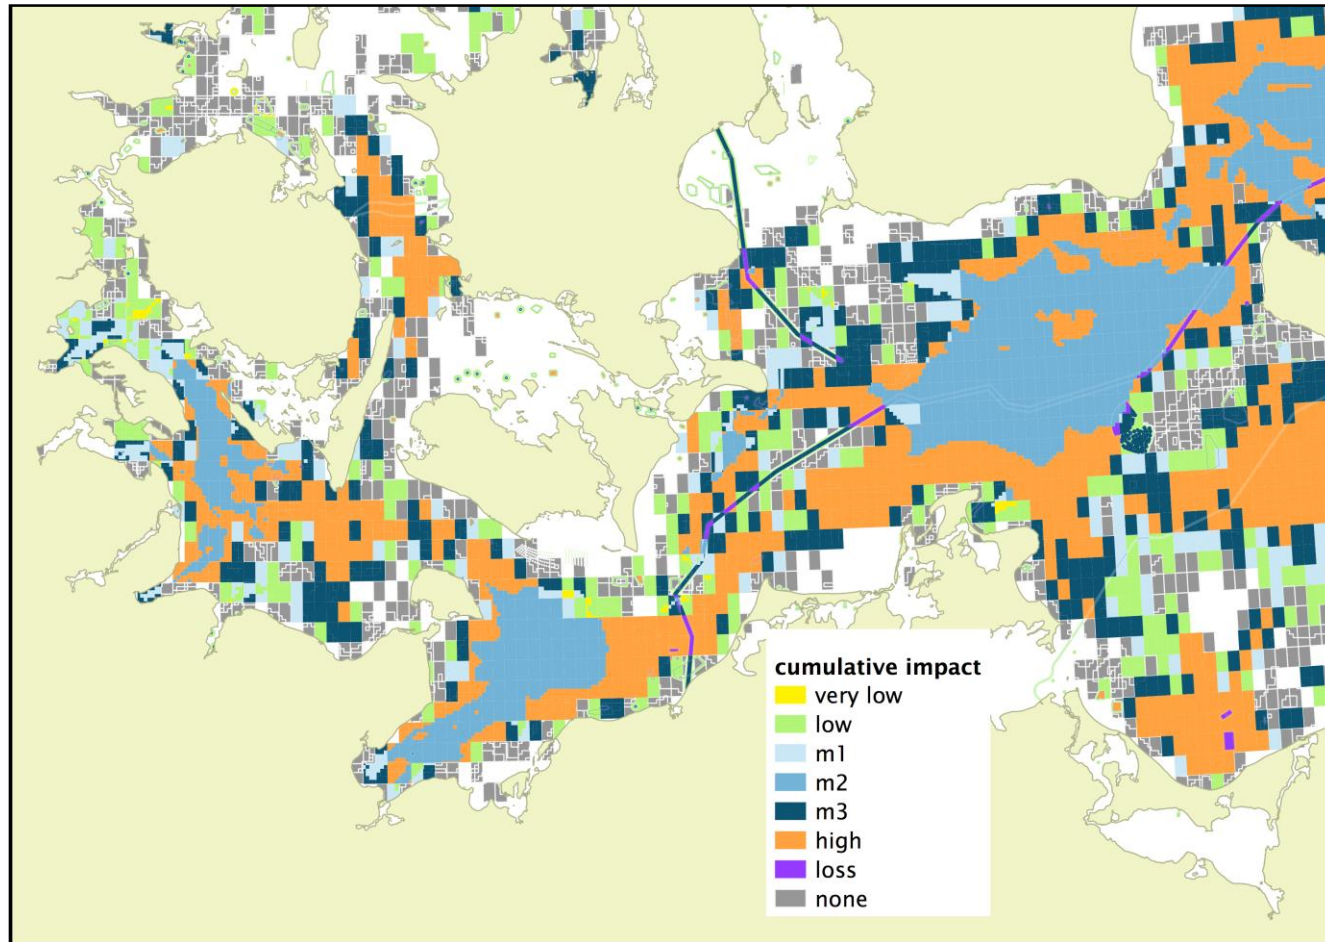 cumulative impact
very low
low
m1
m2
m3
high
loss
none